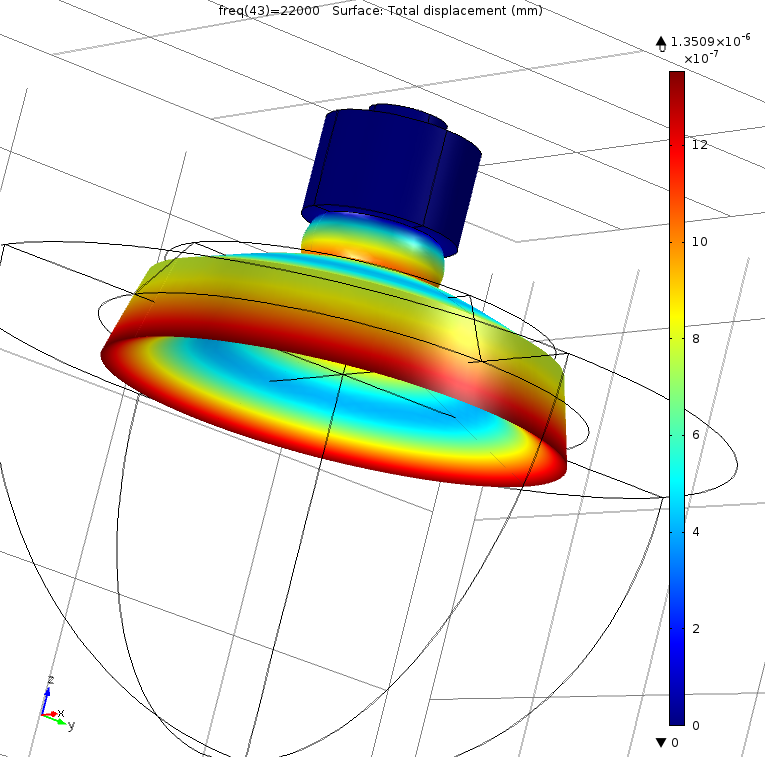 freq(43)=22000 Surface: Total displacement (mm)
▲ 1.3509×10⁻⁶
0
×10⁻⁷
12
10
8
6
4
2
0
▼ 0
z
x
y